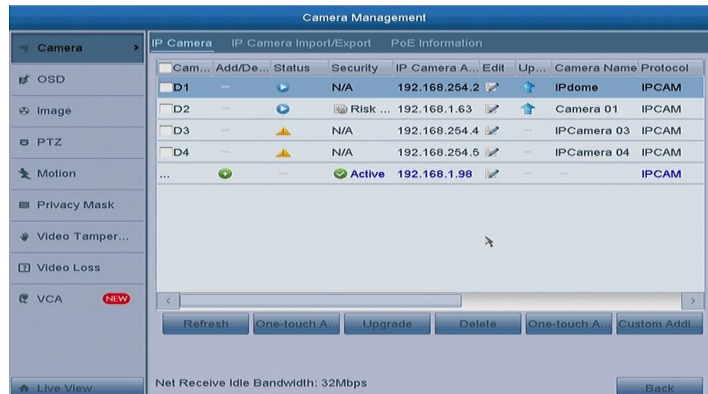 Camera Management
Camera
OSD
Image
PTZ
Motion
Privacy Mask
Video Tamper...
Video Loss
VCA NEW
Live View
IP Camera IP Camera Import/Export PoE Information
Cam... Add/De... Status Security IP Camera A... Edit Up... Camera Name Protocol
D1 — N/A 192.168.254.2 IPdome IPCAM
D2 — Risk ... 192.168.1.63 Camera 01 IPCAM
D3 — N/A 192.168.254.4 — IPCamera 03 IPCAM
D4 — N/A 192.168.254.5 — IPCamera 04 IPCAM
... — Active 192.168.1.98 — — IPCAM
Refresh One-touch A... Upgrade Delete One-touch A... Custom Addi...
Net Receive Idle Bandwidth: 32Mbps
Back